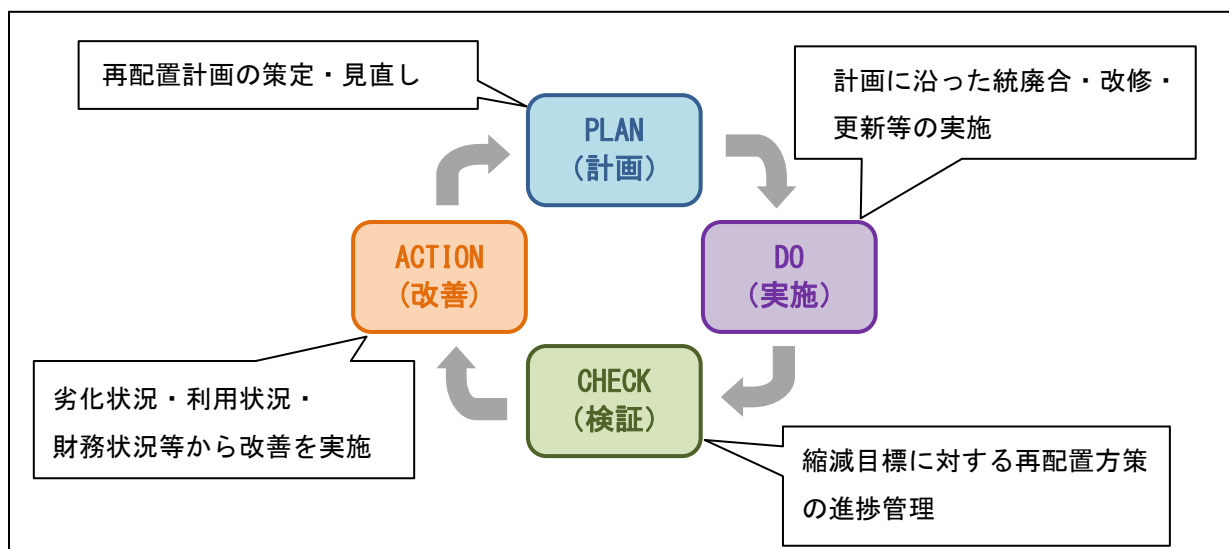 再配置計画の策定・見直し
計画に沿った統廃合・改修・
更新等の実施
PLAN
(計画)
ACTION
(改善)
DO
(実施)
CHECK
(検証)
劣化状況・利用状況・
財務状況等から改善を実施
縮減目標に対する再配置方策
の進捗管理